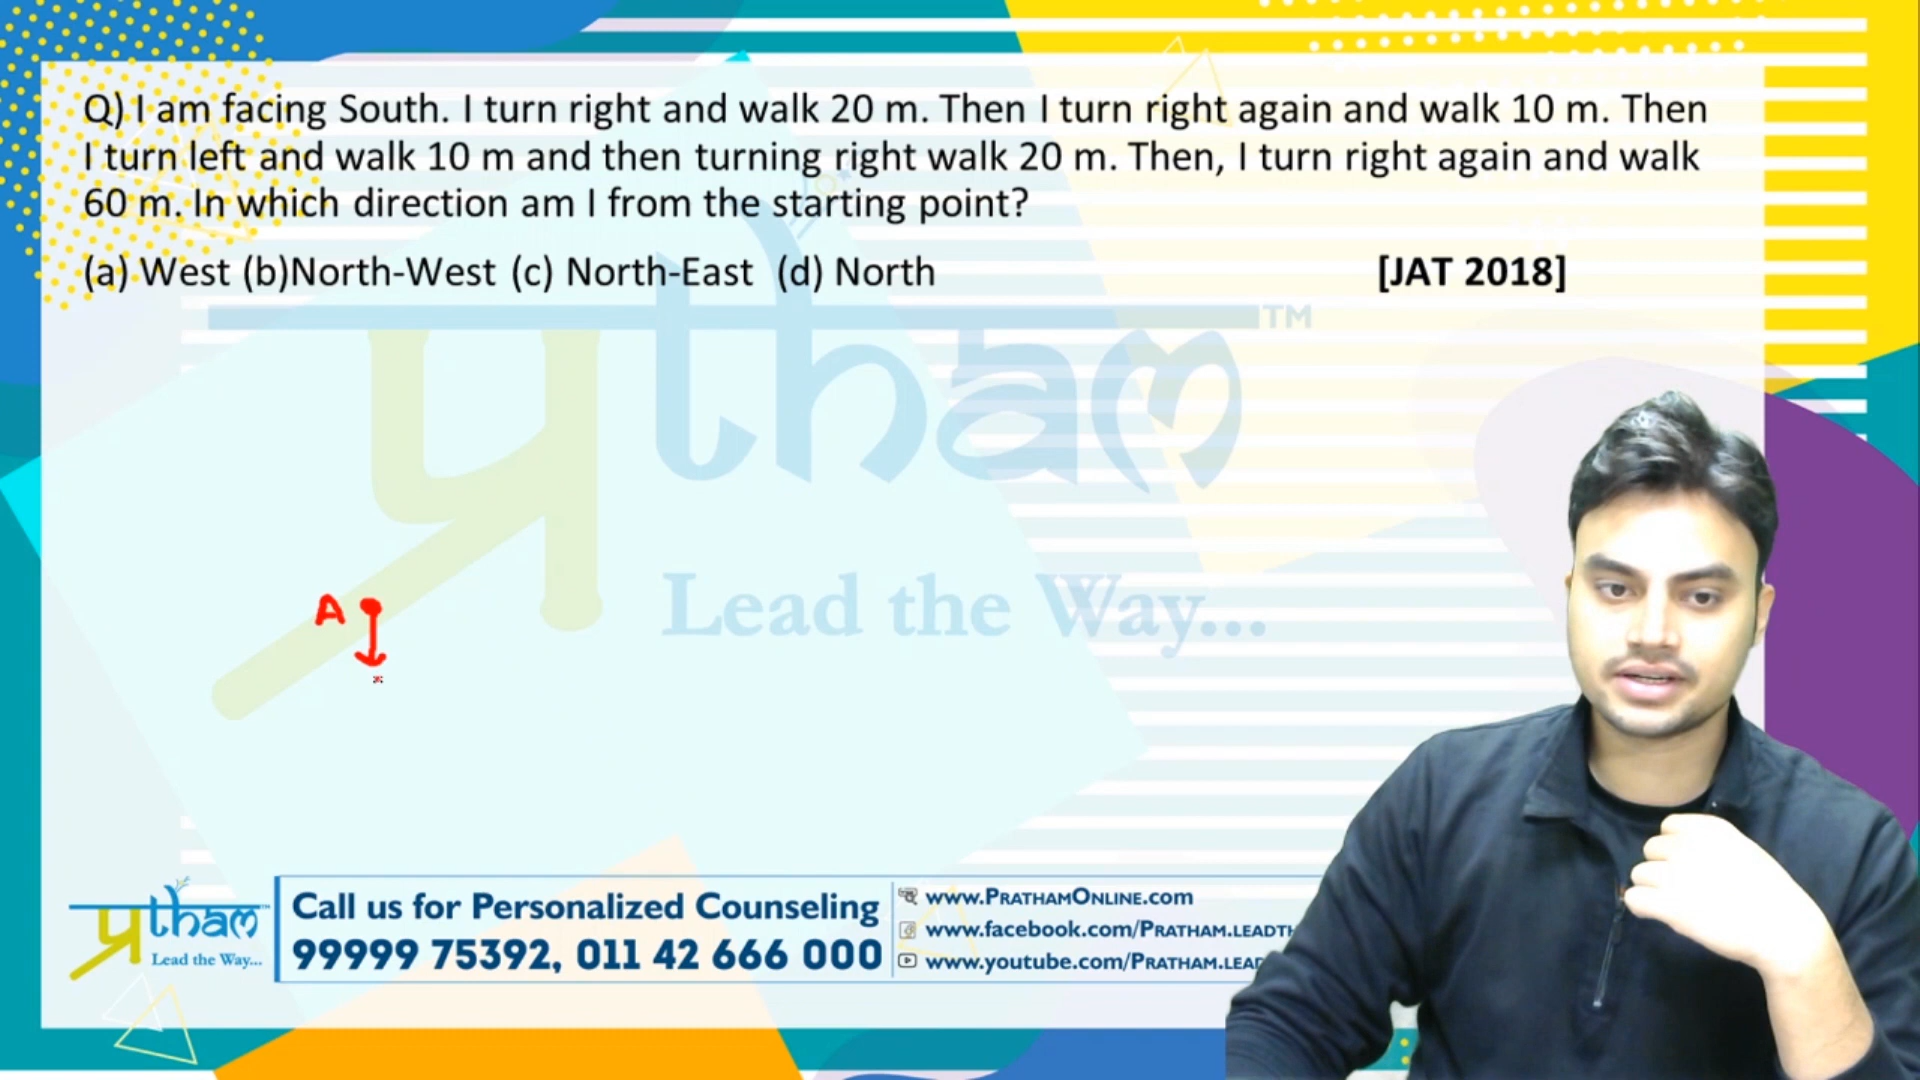 Q) I am facing South. I turn right and walk 20 m. Then I turn right again and walk 10 m. Then
I turn left and walk 10 m and then turning right walk 20 m. Then, I turn right again and walk
60 m. In which direction am I from the starting point?
(a) West (b)North-West (c) North-East (d) North [JAT 2018]
प्रtham TM
Lead the Way...
A
प्रtham
Lead the Way...
Call us for Personalized Counseling
99999 75392, 011 42 666 000
www.PRATHAMONLINE.COM
www.facebook.com/PRATHAM.LEADTH
www.youtube.com/PRATHAM.LEAD